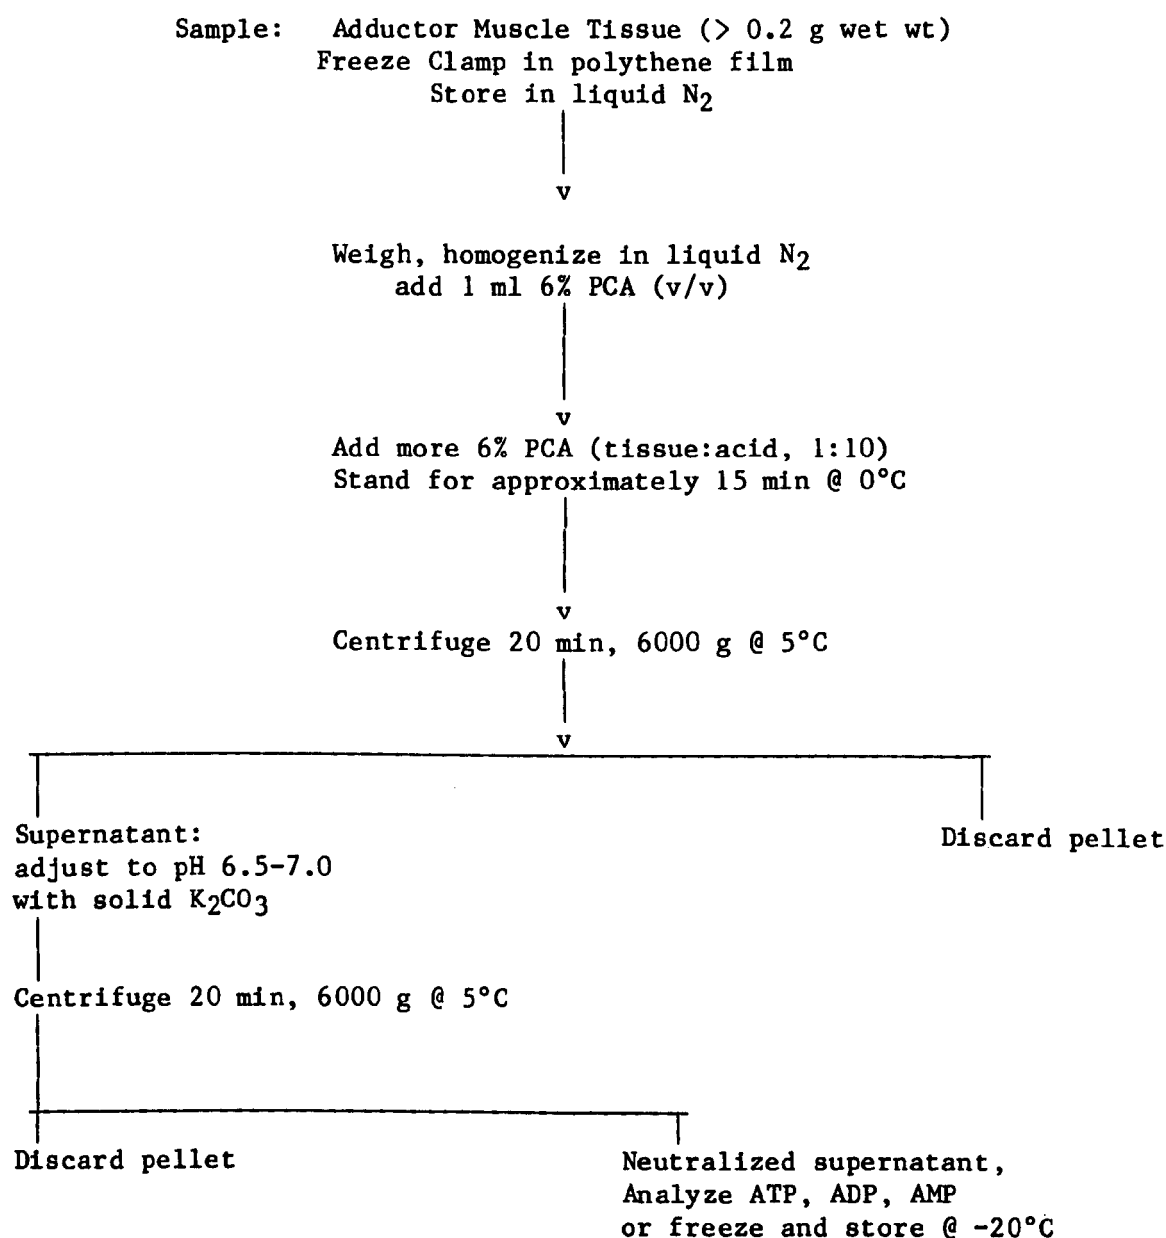 Sample: Adductor Muscle Tissue (> 0.2 g wet wt)
Freeze Clamp in polythene film
Store in liquid N2
v
Weigh, homogenize in liquid N2
add 1 ml 6% PCA (v/v)
v
Add more 6% PCA (tissue:acid, 1:10)
Stand for approximately 15 min @ 0°C
v
Centrifuge 20 min, 6000 g @ 5°C
v
Supernatant:
adjust to pH 6.5-7.0
with solid K2CO3
Discard pellet
Centrifuge 20 min, 6000 g @ 5°C
Discard pellet
Neutralized supernatant,
Analyze ATP, ADP, AMP
or freeze and store @ -20°C